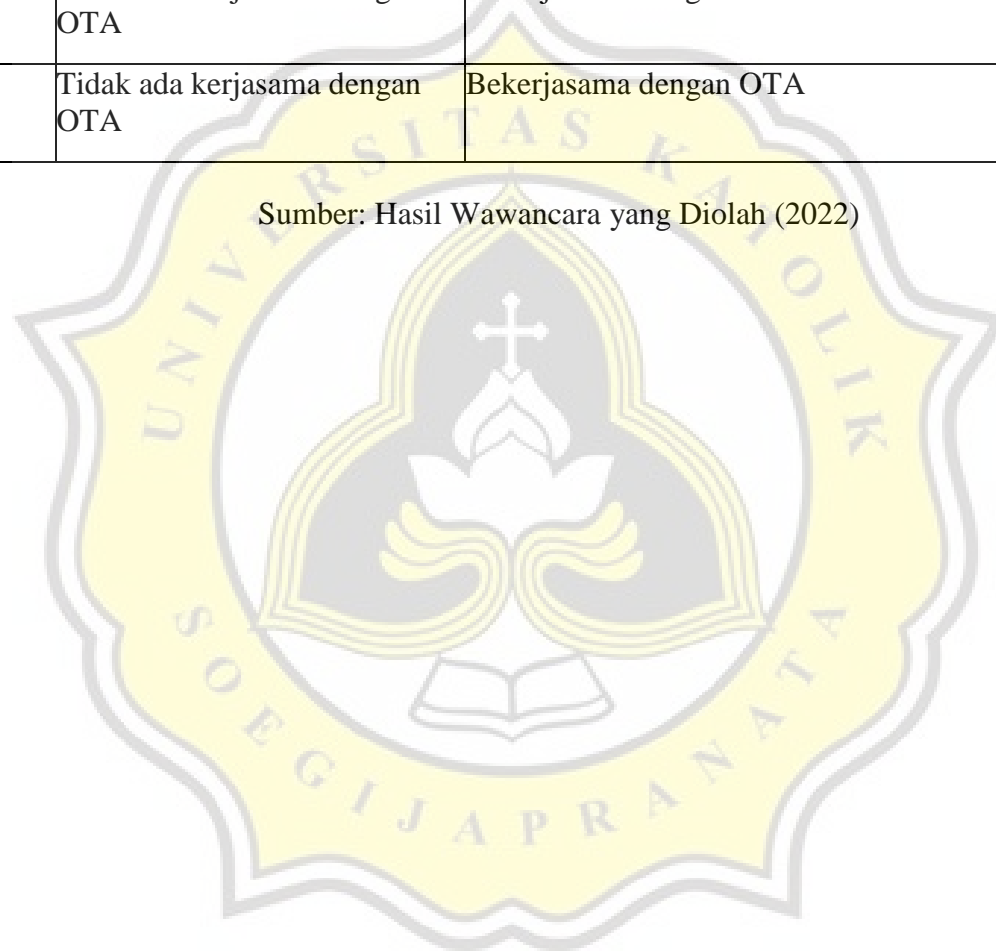 OTA
Tidak ada kerjasama dengan Bekerjasama dengan OTA
OTA
Sumber: Hasil Wawancara yang Diolah (2022)
UNIVERSITAS KATOLIK
SOEGIJAPRANATA